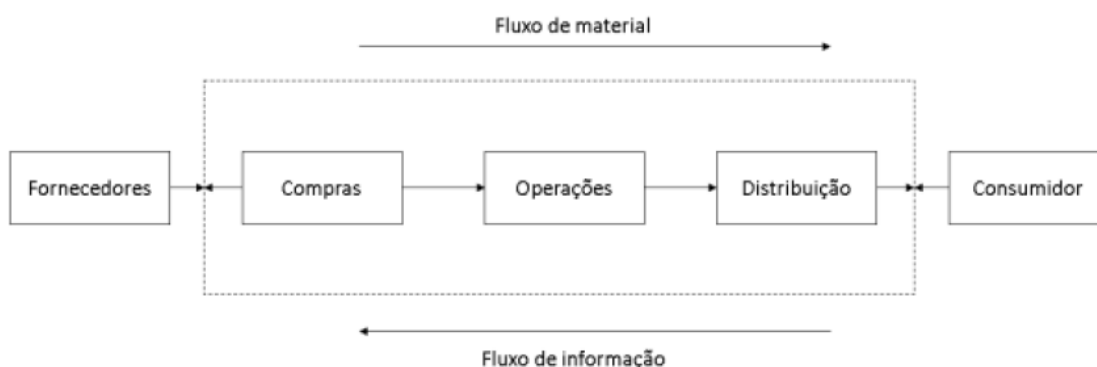 Fluxo de material
Fornecedores
Compras
Operações
Distribuição
Consumidor
Fluxo de informação